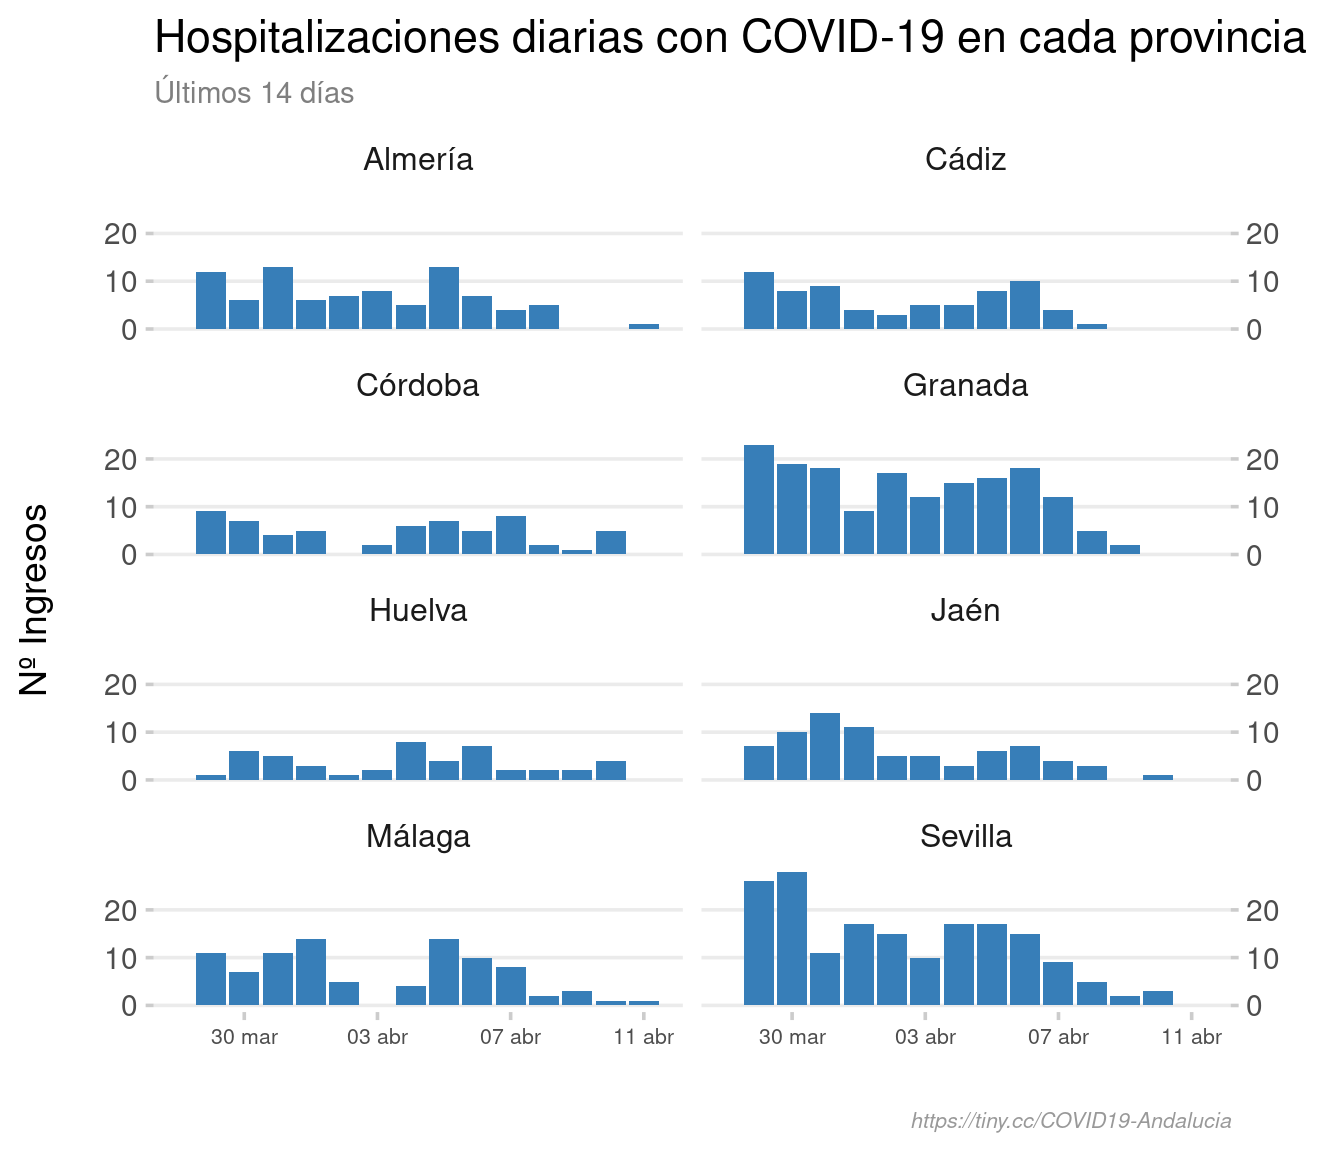 Hospitalizaciones diarias con COVID-19 en cada provincia
Últimos 14 días
Nº Ingresos
Almería
Cádiz
20
10
0
20
10
0
Córdoba
Granada
20
10
0
20
10
0
Huelva
Jaén
20
10
0
20
10
0
Málaga
Sevilla
20
10
0
20
10
0
30 mar 03 abr 07 abr 11 abr
30 mar 03 abr 07 abr 11 abr
https://tiny.cc/COVID19-Andalucia